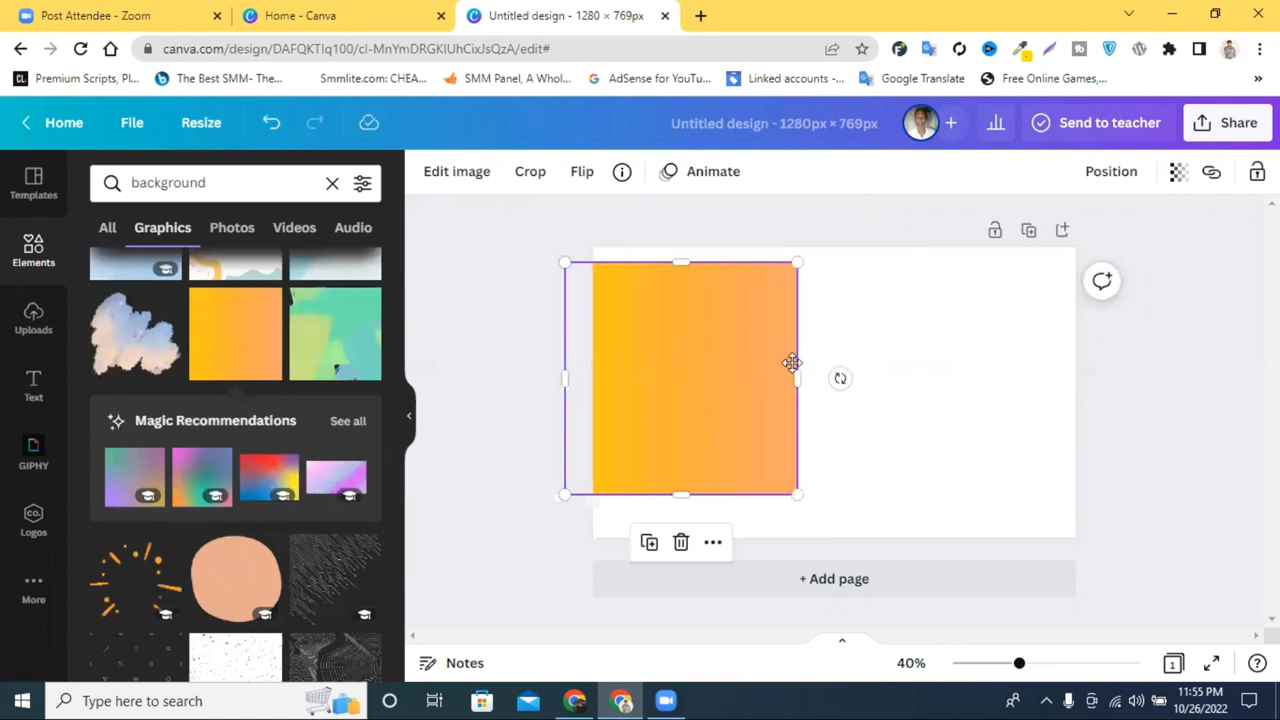 Post Attendee - Zoom
Home - Canva
Untitled design - 1280 × 769px
canva.com/design/DAFQKTIq100/cl-MnYmDRGKlUhCixJsQzA/edit#
Premium Scripts, Pl...
The Best SMM- The...
Smmlite.com: CHEA...
SMM Panel, A Whol...
AdSense for YouTu...
Linked accounts -...
Google Translate
Free Online Games,...
Home
File
Resize
Untitled design - 1280px × 769px
Send to teacher
Share
Templates
Elements
Uploads
Text
GIPHY
Logos
More
background
All
Graphics
Photos
Videos
Audio
Magic Recommendations
See all
Edit image
Crop
Flip
Animate
Position
+ Add page
Notes
40%
1
Type here to search
11:55 PM
10/26/2022